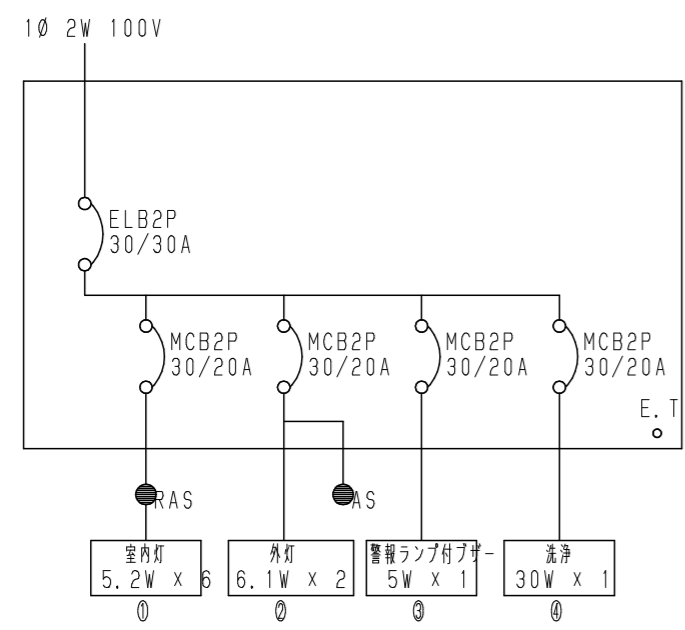 1Ø 2W 100V
ELB2P
30/30A
MCB2P
30/20A
MCB2P
30/20A
MCB2P
30/20A
MCB2P
30/20A
E.T
RAS
AS
室内灯
5.2W × 6
①
外灯
6.1W × 2
②
警報ランプ付ブザー
5W × 1
③
洗浄
30W × 1
④